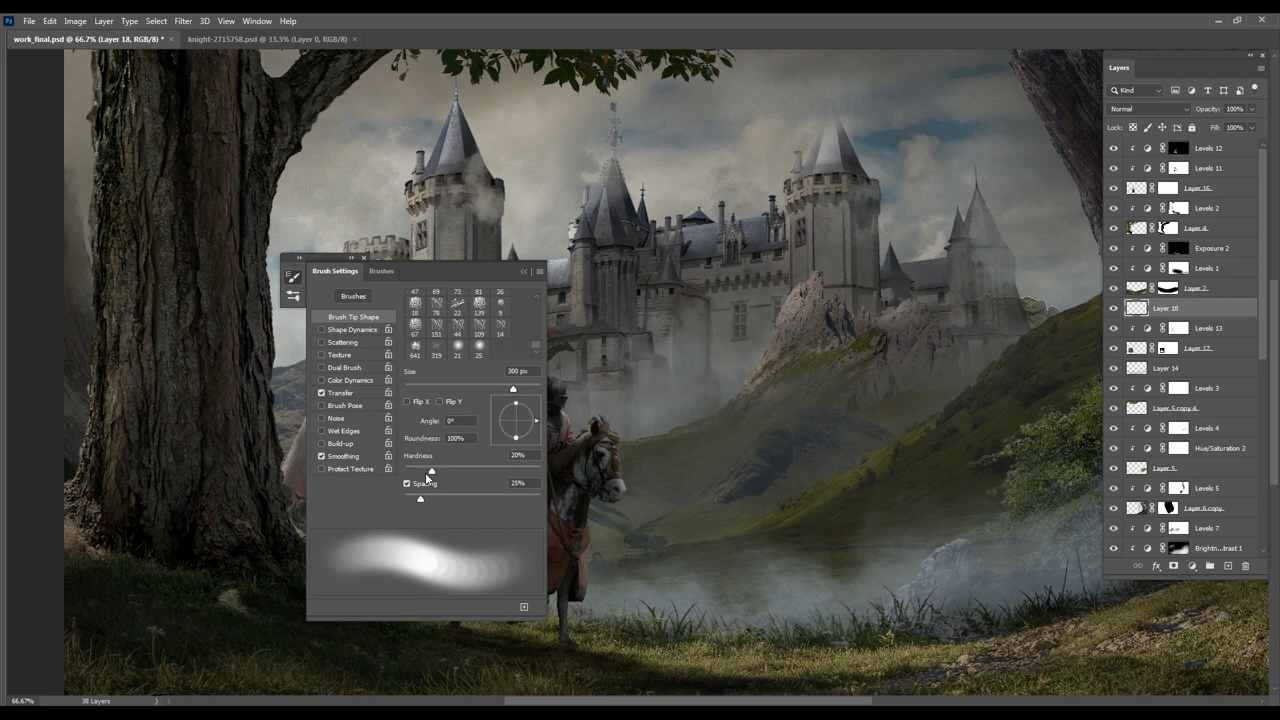 Ps File Edit Image Layer Type Select Filter 3D View Window Help
work_final.psd @ 66.7% (Layer 18, RGB/8) * × knight-2715758.psd @ 33.3% (Layer 0, RGB/8) ×
Brush Settings Brushes
Brushes
Brush Tip Shape
Shape Dynamics
Scattering
Texture
Dual Brush
Color Dynamics
Transfer
Brush Pose
Noise
Wet Edges
Build-up
Smoothing
Protect Texture
47 69 73 81 26
18 78 22 139 9
67 151 44 109 14
641 319 21 25
Size 300 px
Flip X Flip Y
Angle: 0º
Roundness: 100%
Hardness 20%
Spacing 25%
Layers
Kind
Normal Opacity: 100%
Lock: Fill: 100%
Levels 12
Levels 11
Layer 16
Levels 2
Layer 4
Exposure 2
Levels 1
Layer 2
Layer 18
Levels 13
Layer 17
Layer 14
Levels 3
Layer 5 copy 4
Levels 4
Hue/Saturation 2
Layer 5
Levels 5
Layer 6 copy
Levels 7
Brightn...trast 1
fx
66.67% 38 Layers